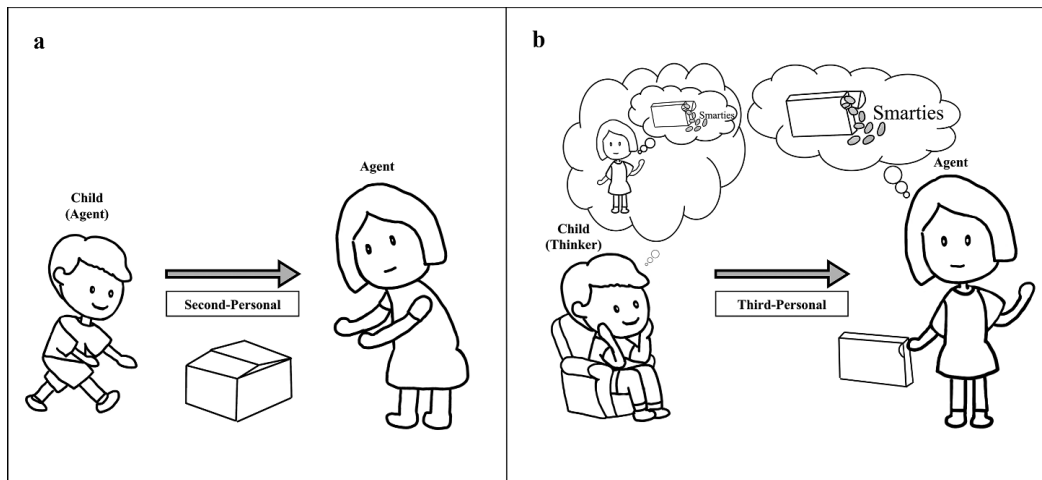 a
Agent
Child
(Agent)
Second-Personal
b
Smarties
Smarties
Agent
Child
(Thinker)
Third-Personal